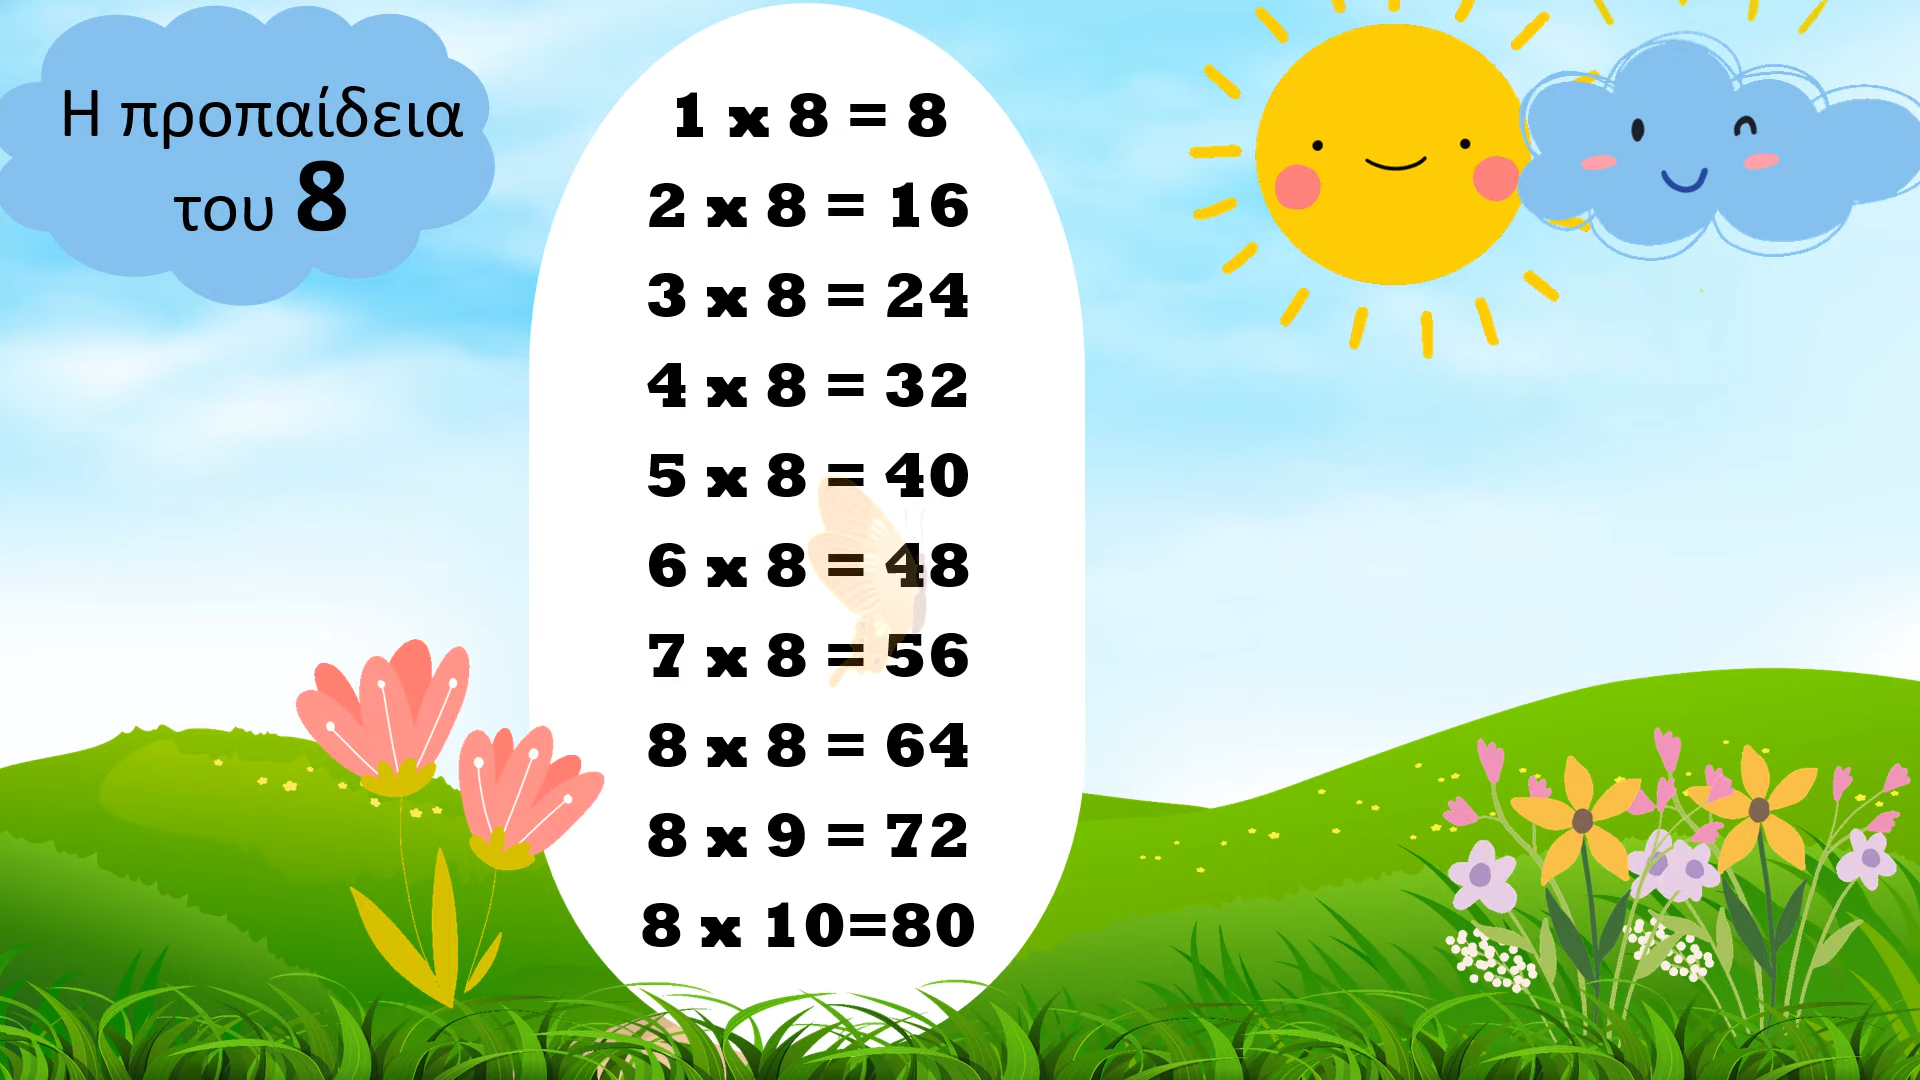 Η προπαίδεια
του 8
1 x 8 = 8
2 x 8 = 16
3 x 8 = 24
4 x 8 = 32
5 x 8 = 40
6 x 8 = 48
7 x 8 = 56
8 x 8 = 64
8 x 9 = 72
8 x 10=80